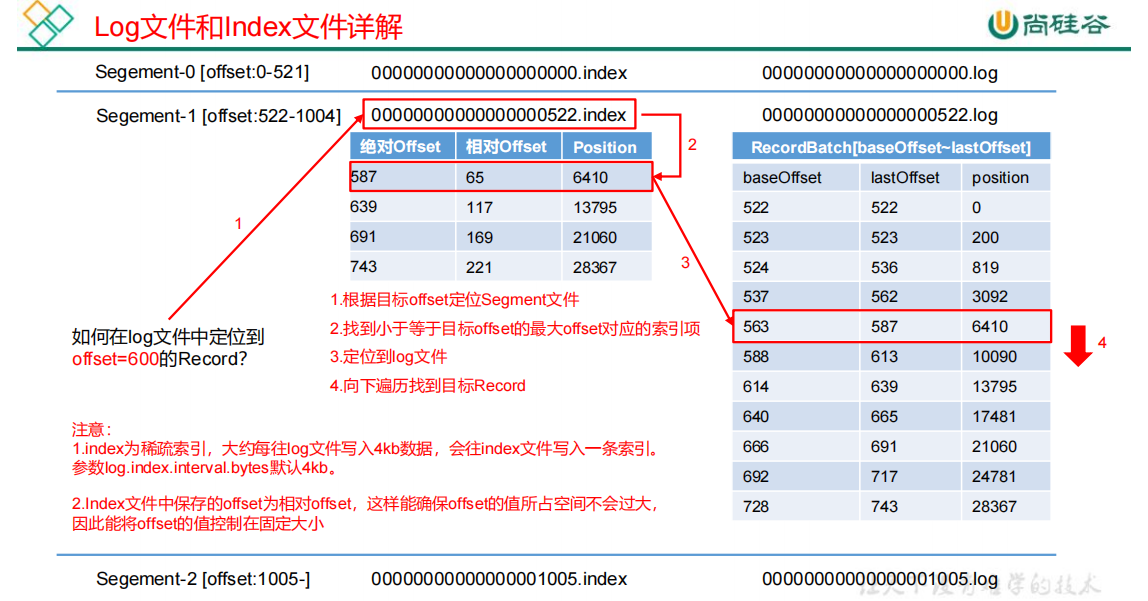 Log文件和Index文件详解
尚硅谷
Segement-0 [offset:0-521]
00000000000000000000.index
00000000000000000000.log
Segement-1 [offset:522-1004]
00000000000000000522.index
00000000000000000522.log
绝对Offset 相对Offset Position
587 65 6410
639 117 13795
691 169 21060
743 221 28367
RecordBatch[baseOffset~lastOffset]
baseOffset lastOffset position
522 522 0
523 523 200
524 536 819
537 562 3092
563 587 6410
588 613 10090
614 639 13795
640 665 17481
666 691 21060
692 717 24781
728 743 28367
1
2
3
4
如何在log文件中定位到
offset=600的Record？
1.根据目标offset定位Segment文件
2.找到小于等于目标offset的最大offset对应的索引项
3.定位到log文件
4.向下遍历找到目标Record
注意：
1.index为稀疏索引，大约每往log文件写入4kb数据，会往index文件写入一条索引。
参数log.index.interval.bytes默认4kb。
2.Index文件中保存的offset为相对offset，这样能确保offset的值所占空间不会过大，
因此能将offset的值控制在固定大小
Segement-2 [offset:1005-]
00000000000000001005.index
00000000000000001005.log